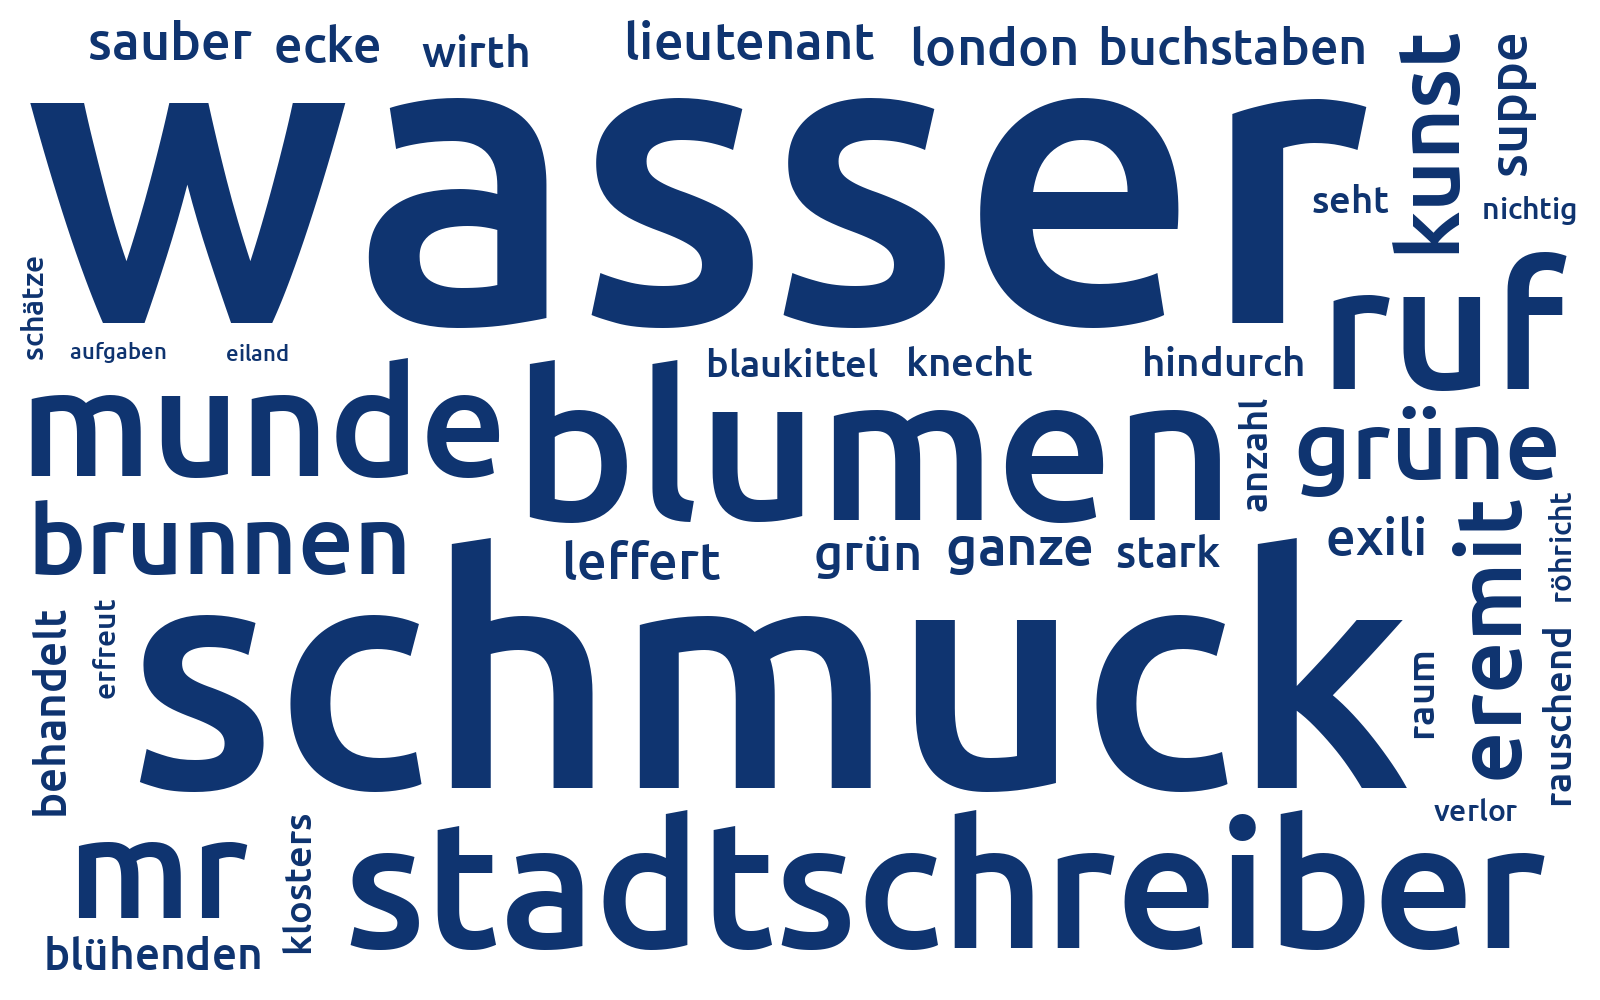 sauber ecke wirth lieutenant london buchstaben
kunst
suppe
wasser
seht
nichtig
schätze
aufgaben
eiland
ruf
blaukittel knecht hindurch
munde
blumen
anzahl
grüne
brunnen
leffert
grün
ganze
stark
exili
eremit
röhricht
behandelt
erfreut
schmuck
raum
rauschend
verlor
mr
klosters
stadtschreiber
blühenden